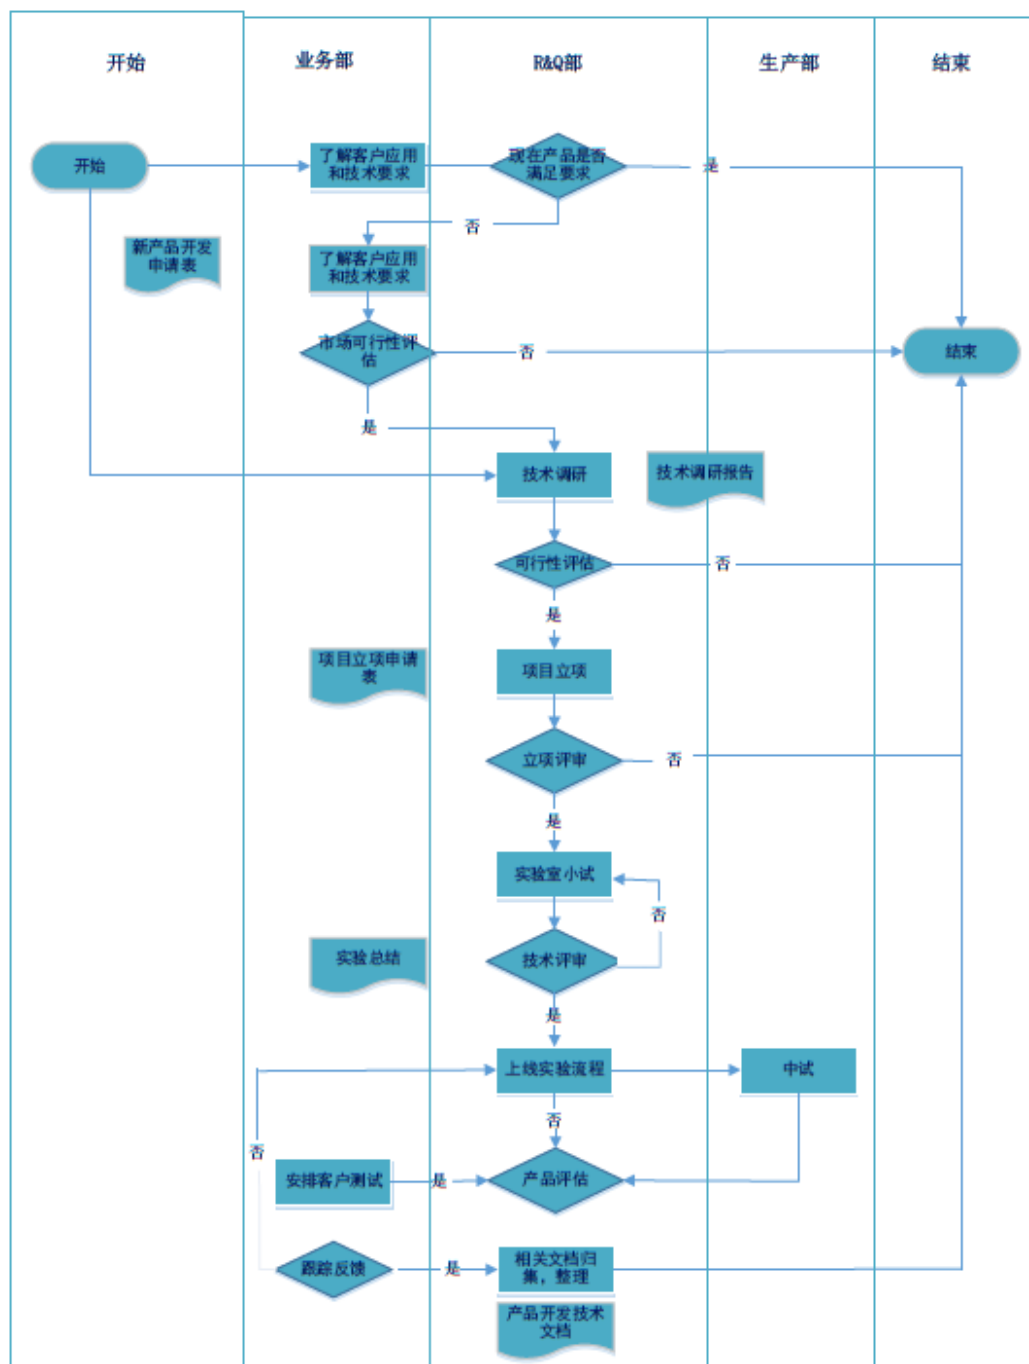 开始
业务部
R&Q部
生产部
结束
开始
了解客户应用
和技术要求
现在产品是否
满足要求
是
否
新产品开发
申请表
了解客户应用
和技术要求
市场可行性评
估
否
结束
是
技术调研
技术调研报告
可行性评估
否
是
项目立项申请
表
项目立项
立项评审
否
是
实验室小试
否
实验总结
技术评审
是
上线实验流程
中试
否
否
安排客户测试
是
产品评估
跟踪反馈
是
相关文档归
集，整理
产品开发技术
文档